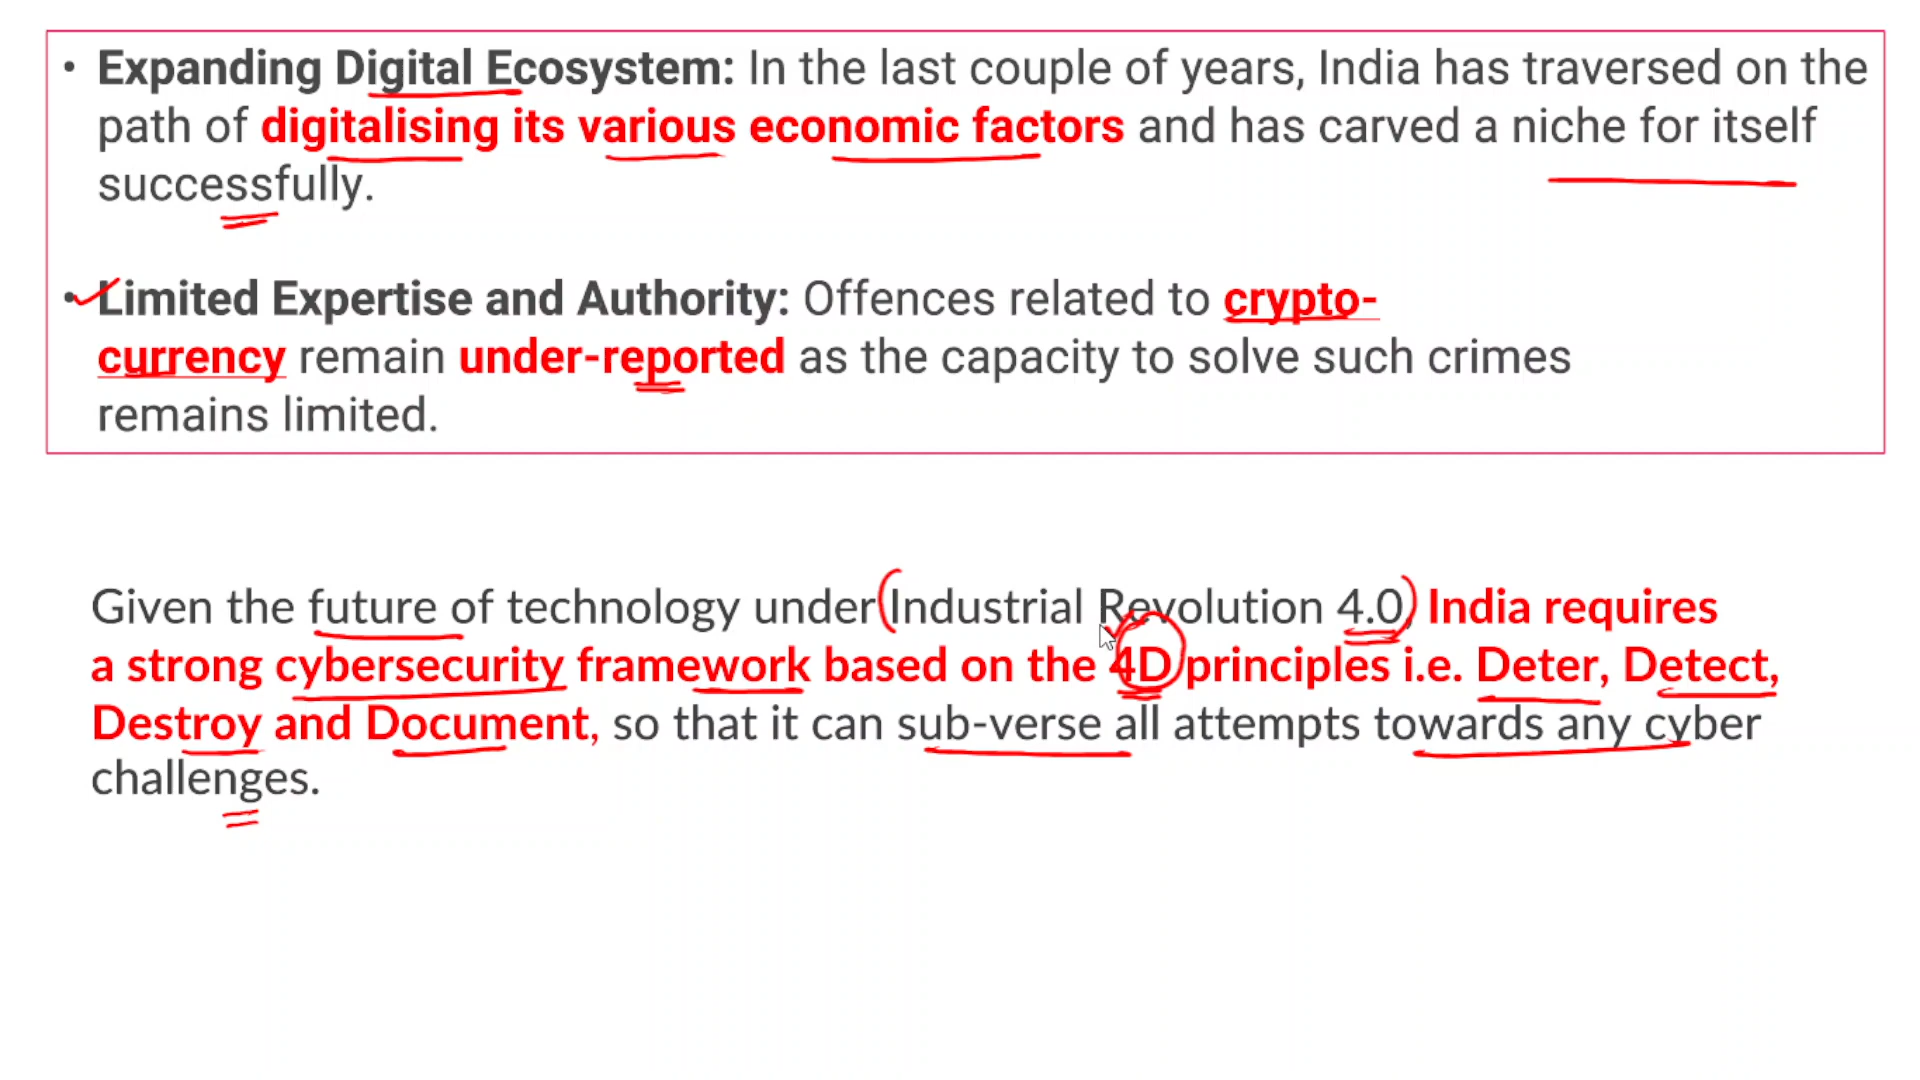 • Expanding Digital Ecosystem: In the last couple of years, India has traversed on the
path of digitalising its various economic factors and has carved a niche for itself
successfully.
• Limited Expertise and Authority: Offences related to crypto-
currency remain under-reported as the capacity to solve such crimes
remains limited.
Given the future of technology under Industrial Revolution 4.0, India requires
a strong cybersecurity framework based on the 4D principles i.e. Deter, Detect,
Destroy and Document, so that it can sub-verse all attempts towards any cyber
challenges.